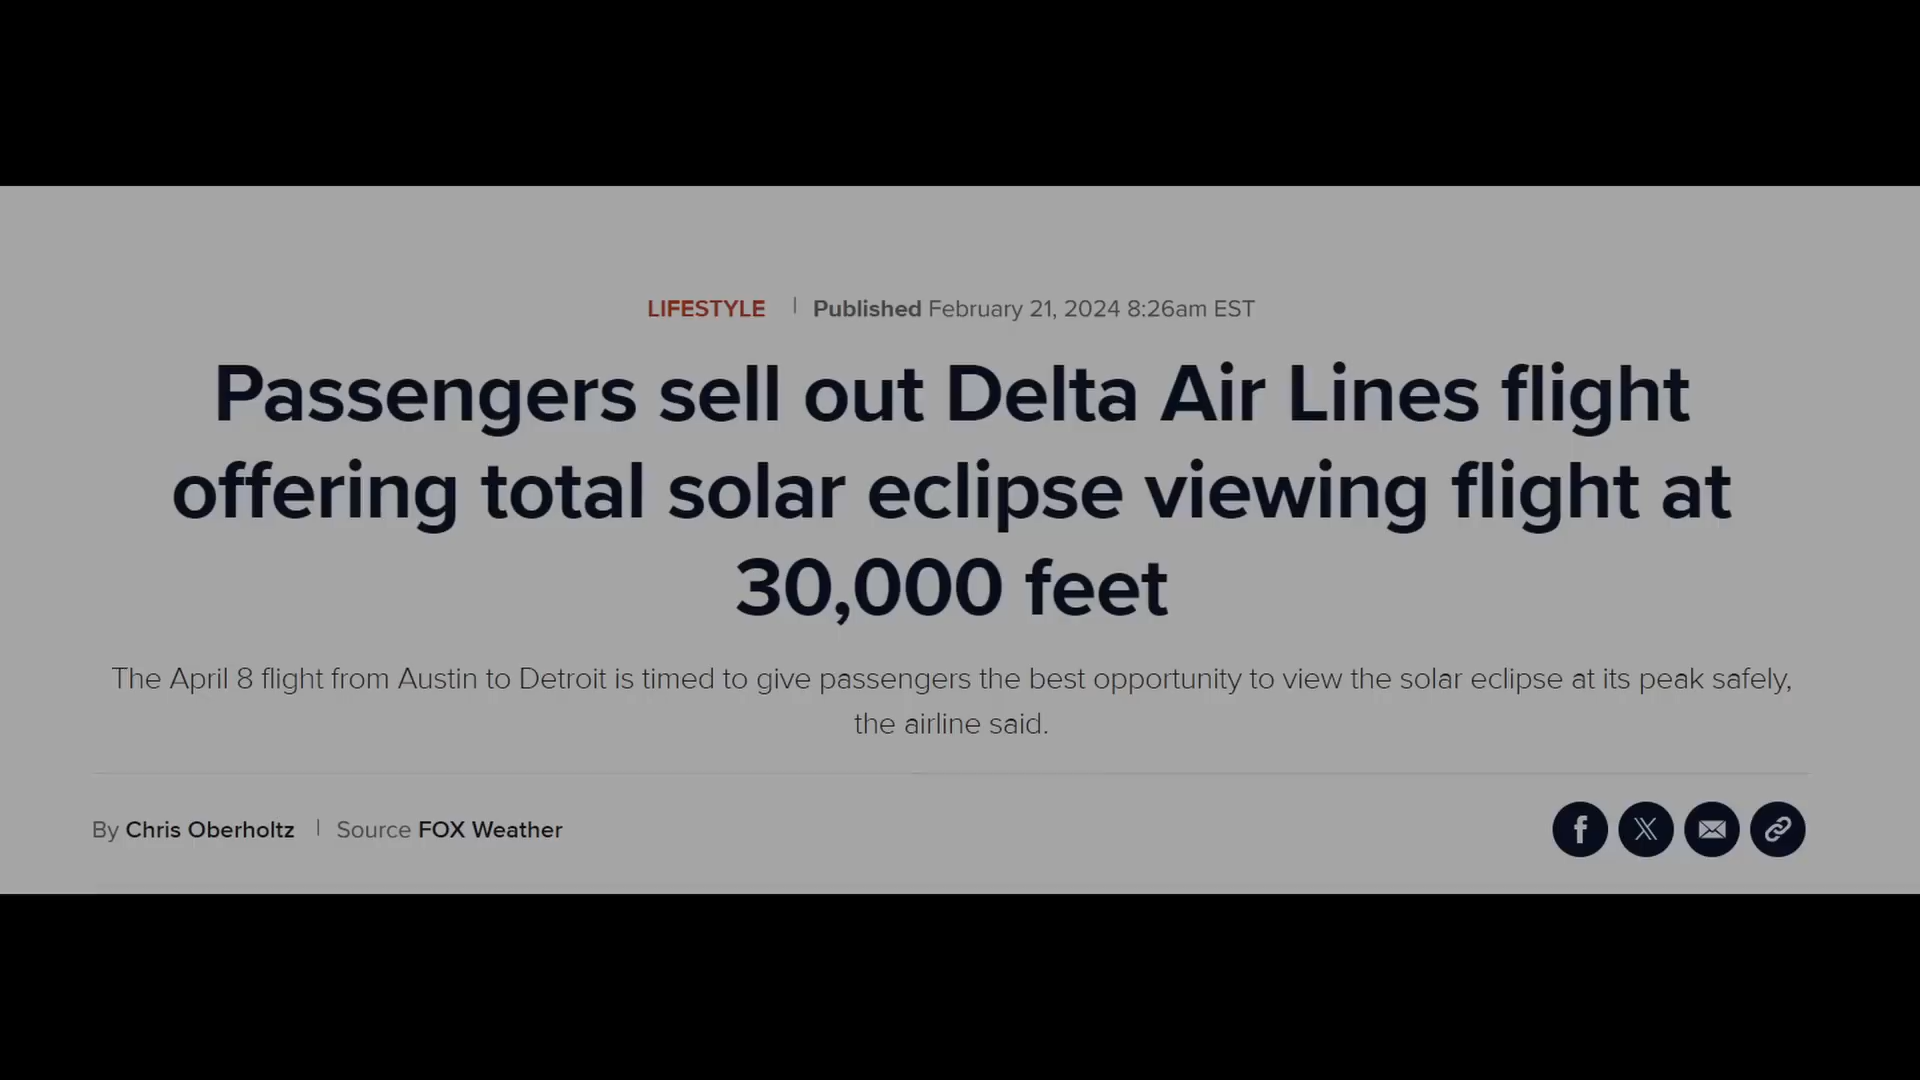 LIFESTYLE | Published February 21, 2024 8:26am EST
Passengers sell out Delta Air Lines flight
offering total solar eclipse viewing flight at
30,000 feet
The April 8 flight from Austin to Detroit is timed to give passengers the best opportunity to view the solar eclipse at its peak safely,
the airline said.
By Chris Oberholtz | Source FOX Weather